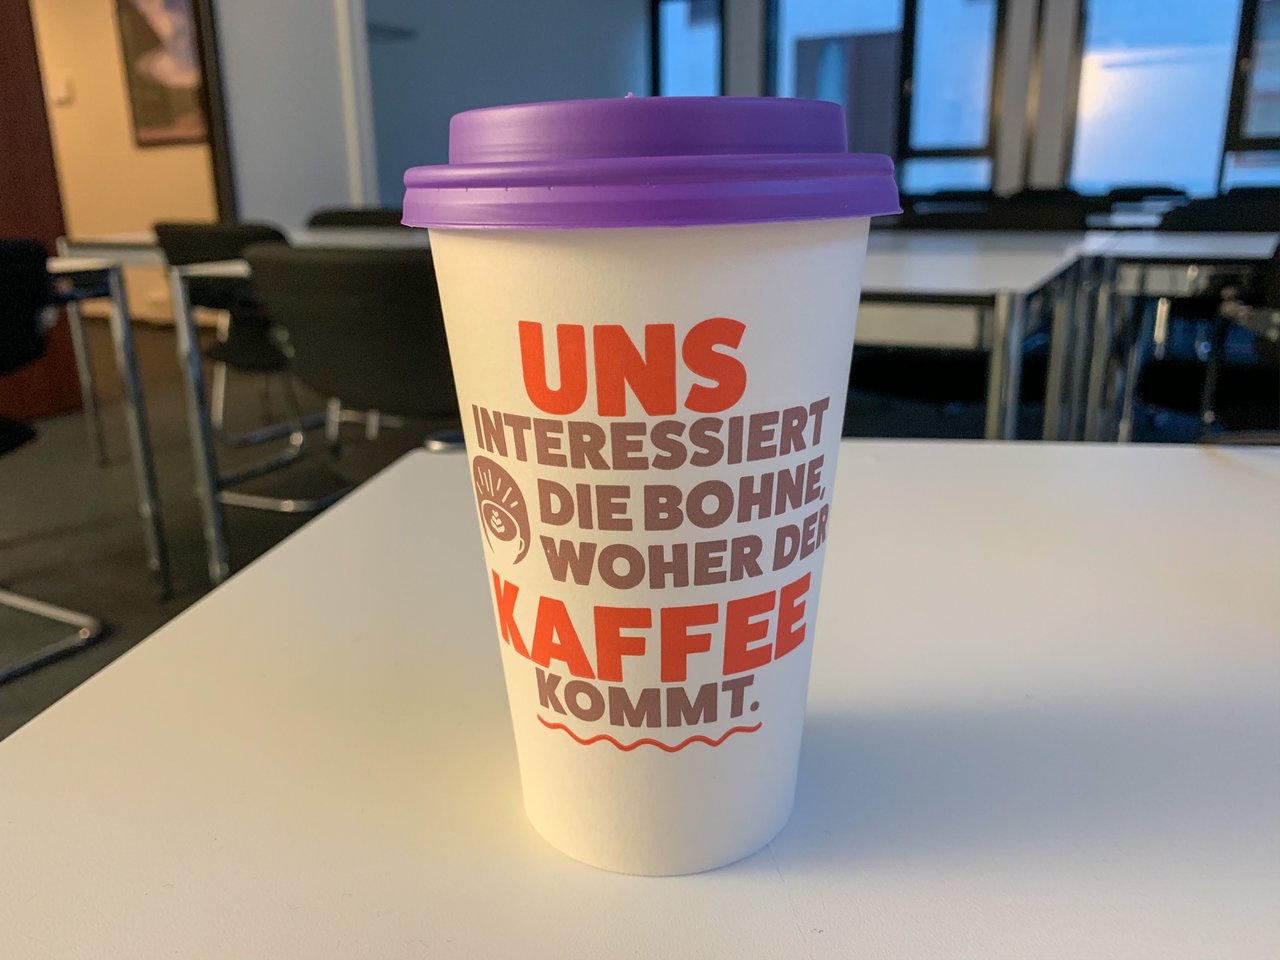 UNS
INTERESSIERT
DIE BOHNE,
WOHER DER
KAFFEE
KOMMT.